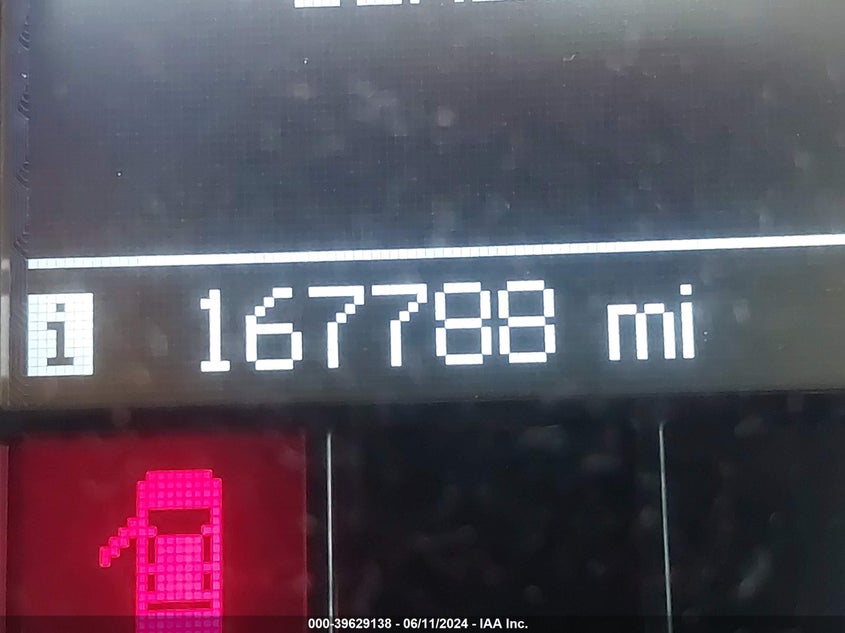 i 167788 mi
000-39629138 - 06/11/2024 - IAA Inc.